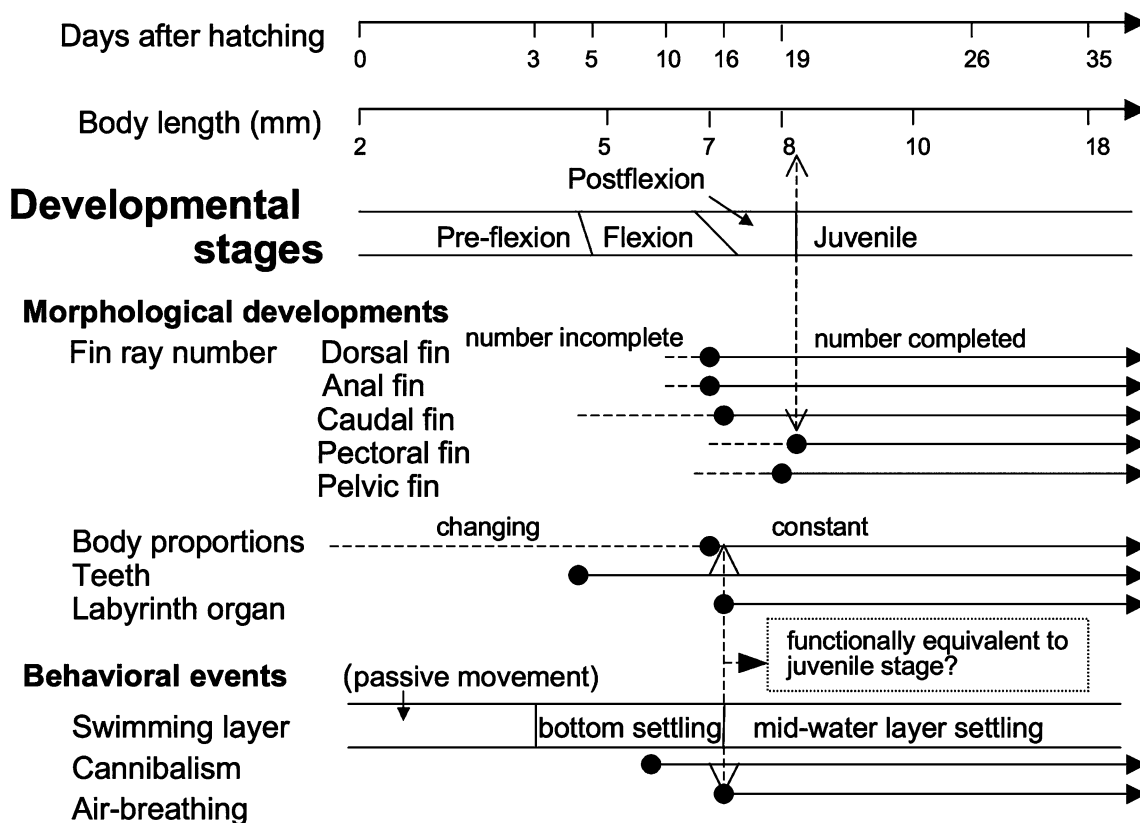 Days after hatching
0 3 5 10 16 19 26 35
Body length (mm)
2 5 7 8 10 18
Postflexion
Developmental
stages
Pre-flexion Flexion Juvenile
Morphological developments
number incomplete number completed
Fin ray number Dorsal fin
Anal fin
Caudal fin
Pectoral fin
Pelvic fin
changing constant
Body proportions
Teeth
Labyrinth organ
functionally equivalent to
juvenile stage?
Behavioral events (passive movement)
Swimming layer bottom settling mid-water layer settling
Cannibalism
Air-breathing